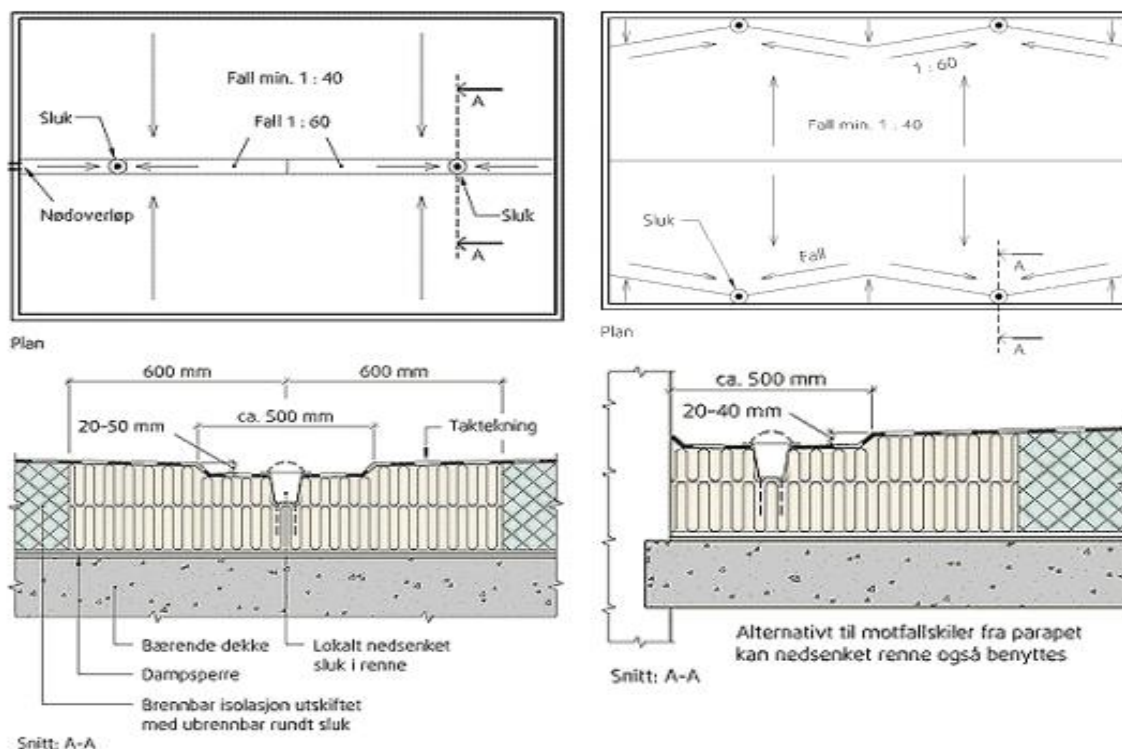 Fall min. 1 : 40
Sluk
Fall 1 : 60
A
Nødoverløp
Sluk
A
Plan
600 mm
600 mm
ca. 500 mm
20-50 mm
Taktekning
Bærende dekke
Lokalt nedsenket
sluk i renne
Dampsperre
Brennbar isolasjon utskiftet
med ubrennbar rundt sluk
Snitt: A-A
1 : 60
Fall min. 1 : 40
Sluk
Fall
A
A
Plan
ca. 500 mm
20-40 mm
Alternativt til motfallskiler fra parapet
kan nedsenket renne også benyttes
Snitt: A-A